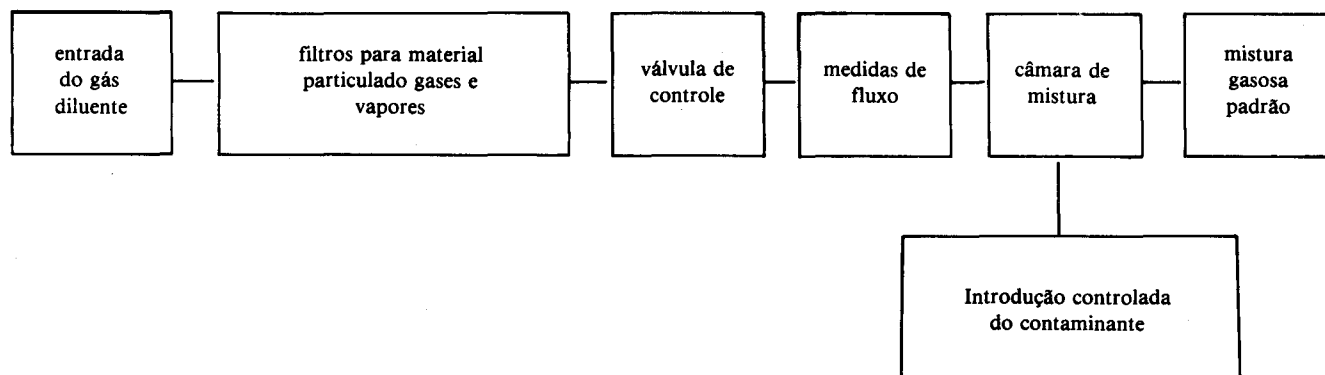 entrada
do gás
diluente
filtros para material
particulado gases e
vapores
válvula de
controle
medidas de
fluxo
câmara de
mistura
mistura
gasosa
padrão
Introdução controlada
do contaminante